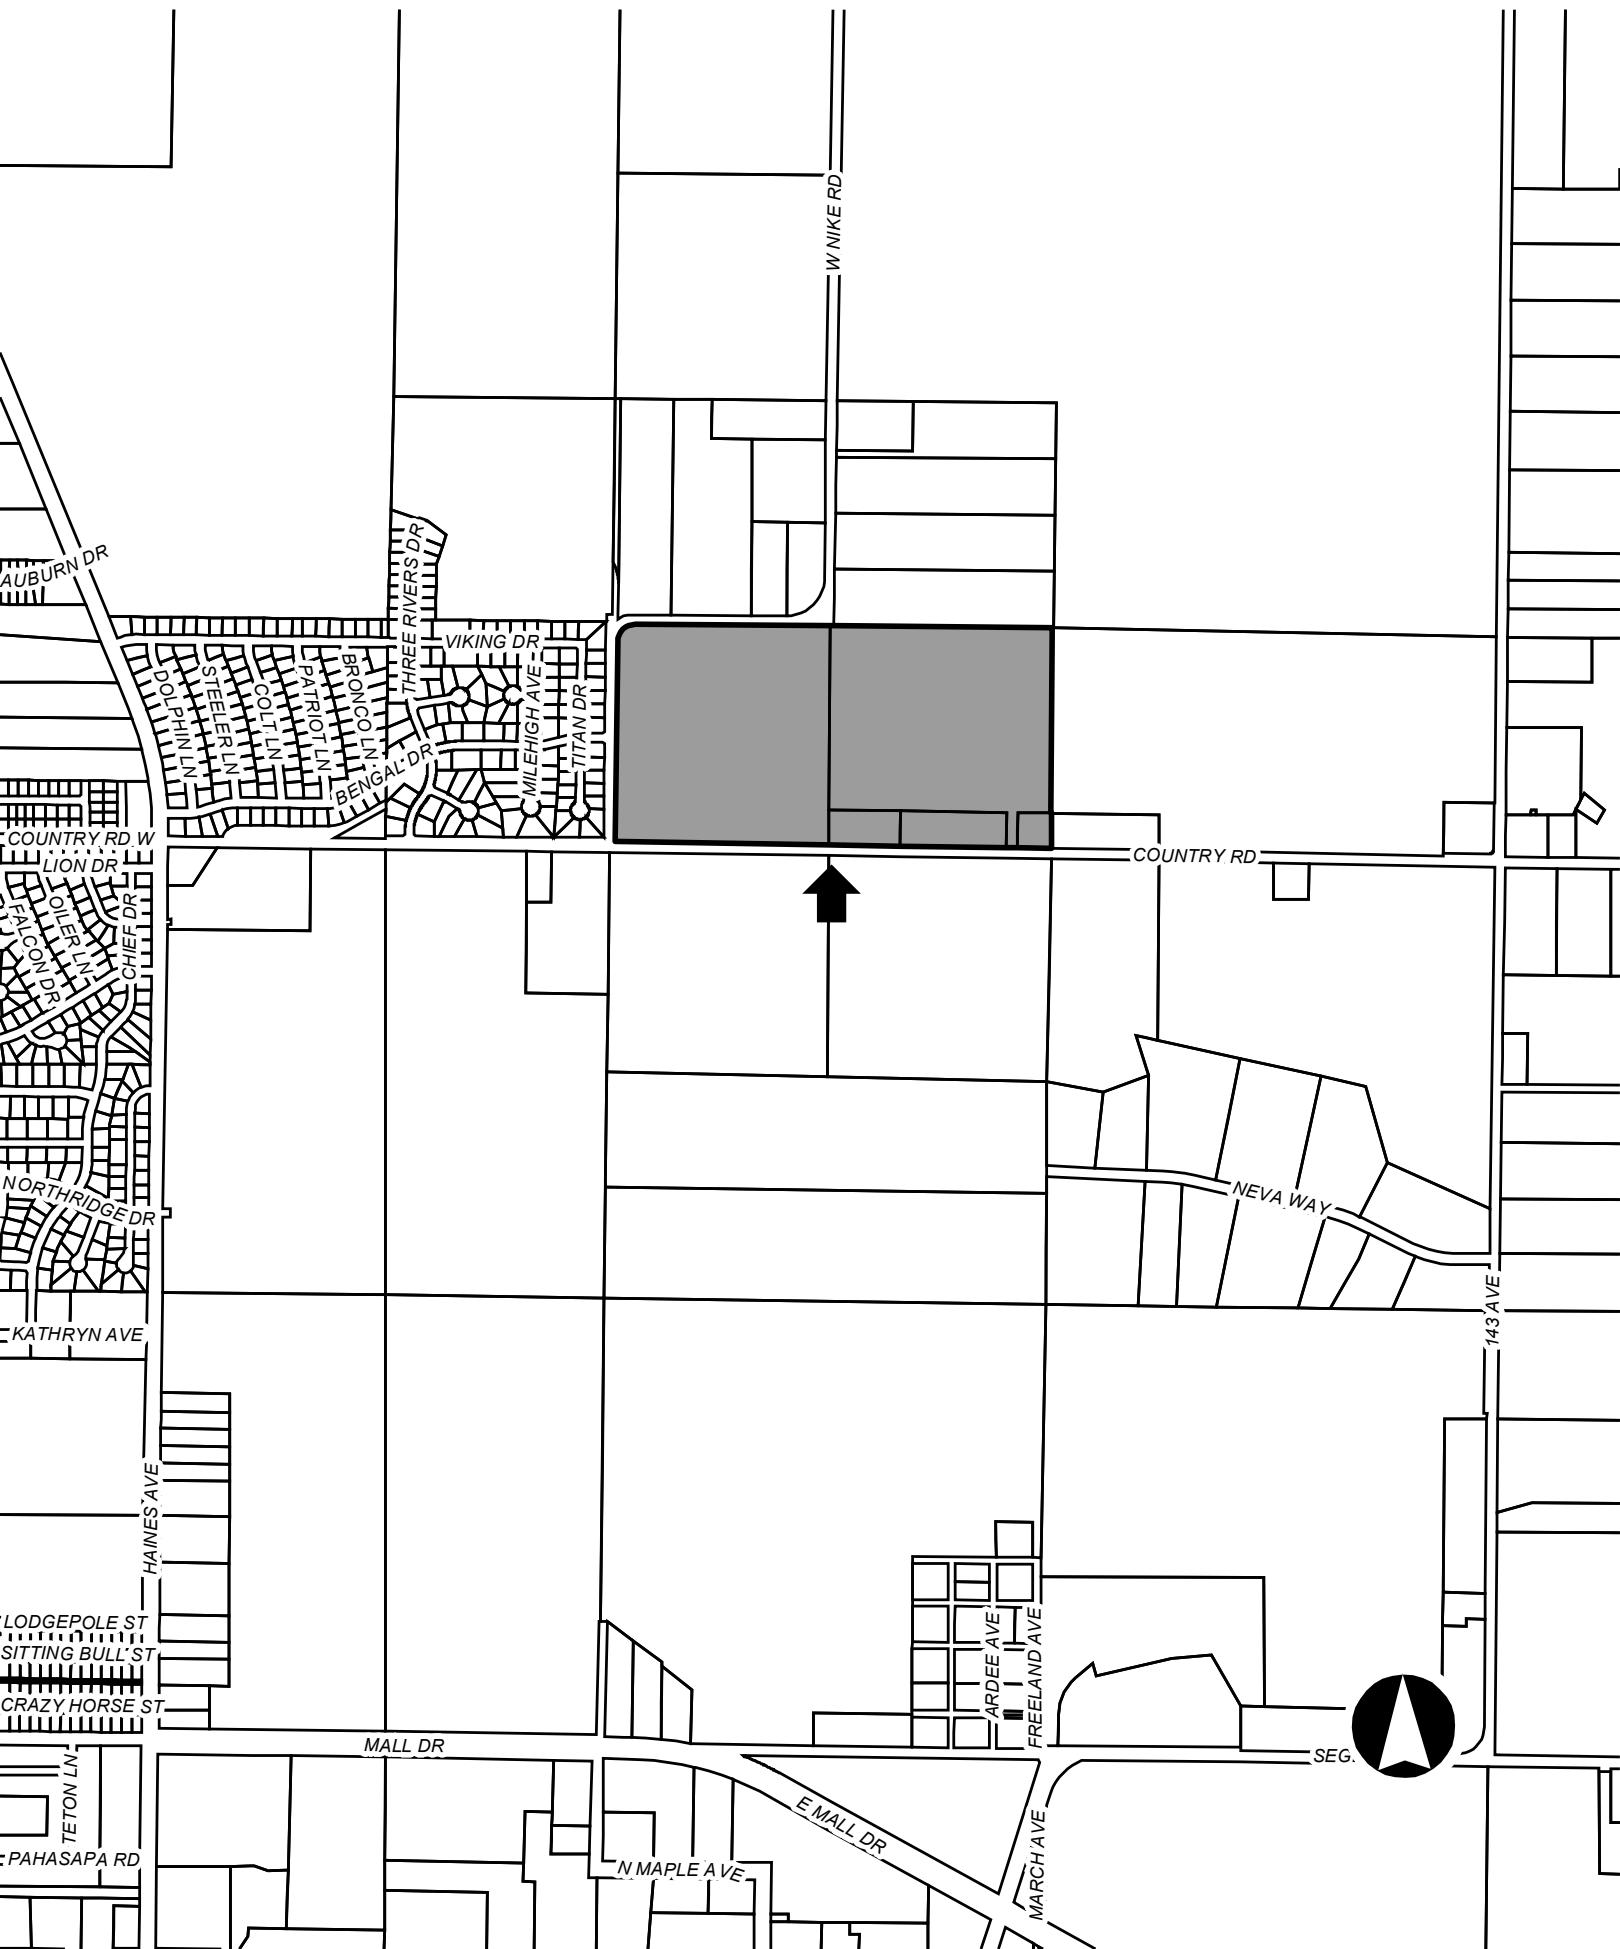 W NIKE RD
AUBURN DR
THREE RIVERS DR
VIKING DR
DOLPHIN LN
STEELER LN
COLT LN
PATRIOT LN
BRONCO LN
BENGAL DR
MILEHIGH AVE
TITAN DR
COUNTRY RD W
COUNTRY RD
LION DR
FALCON DR
OILER LN
CHIEF DR
NORTHRIDGE DR
NEVA WAY
143 AVE
KATHRYN AVE
HAINES AVE
LODGEPOLE ST
SITTING BULL ST
CRAZY HORSE ST
ARDEE AVE
FREELAND AVE
MALL DR
SEG
TETON LN
E MALL DR
MARCH AVE
PAHASAPA RD
N MAPLE AVE